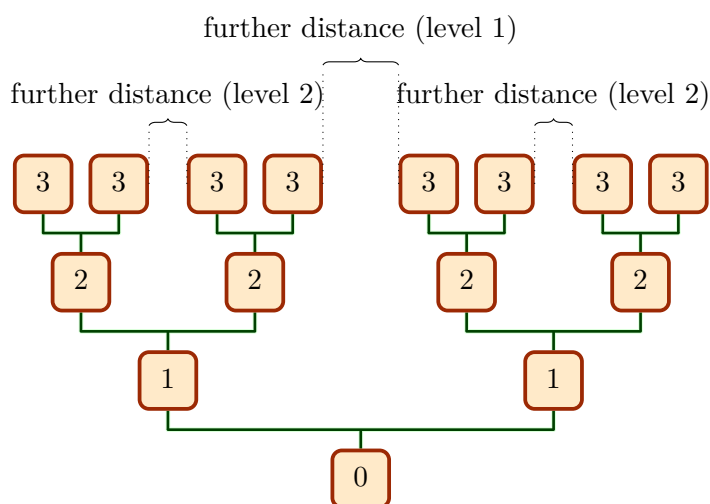 further distance (level 1)
further distance (level 2) further distance (level 2)
3 3 3 3 3 3 3 3
2 2 2 2
1 1
0